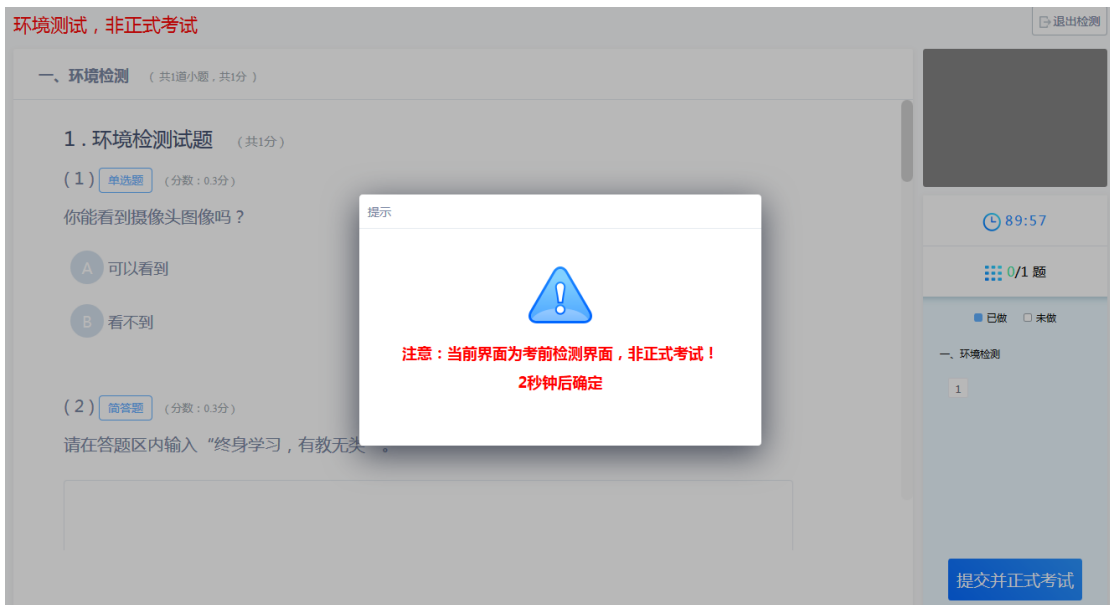 环境测试，非正式考试
退出检测
一、环境检测 （ 共1道小题，共1分 ）
1 . 环境检测试题 （ 共1分 ）
( 1 ) 单选题 （分数：0.3分）
你能看到摄像头图像吗？
A 可以看到
B 看不到
( 2 ) 简答题 （分数：0.3分）
请在答题区内输入“终身学习，有教无类”。
提示
注意：当前界面为考前检测界面，非正式考试！
2秒钟后确定
89:57
0/1 题
已做 未做
一、环境检测
1
提交并正式考试